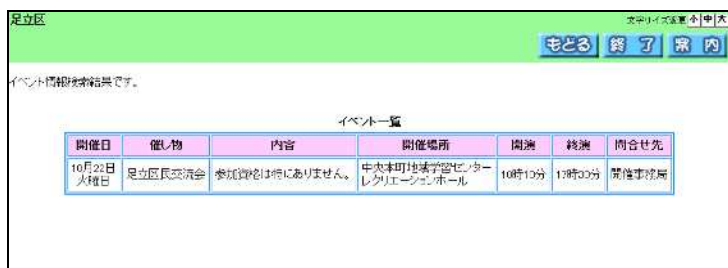 足立区
文字サイズ変更 小 中 大
もどる 終了 案内
イベント情報検索結果です。
イベント一覧
開催日 催し物 内容 開催場所 開演 終演 問合せ先
10月22日 足立区民交流会 参加資格は特にありません。 中央本町地域学習センター 10時10分 17時00分 開催事務局
火曜日 レクリエーションホール